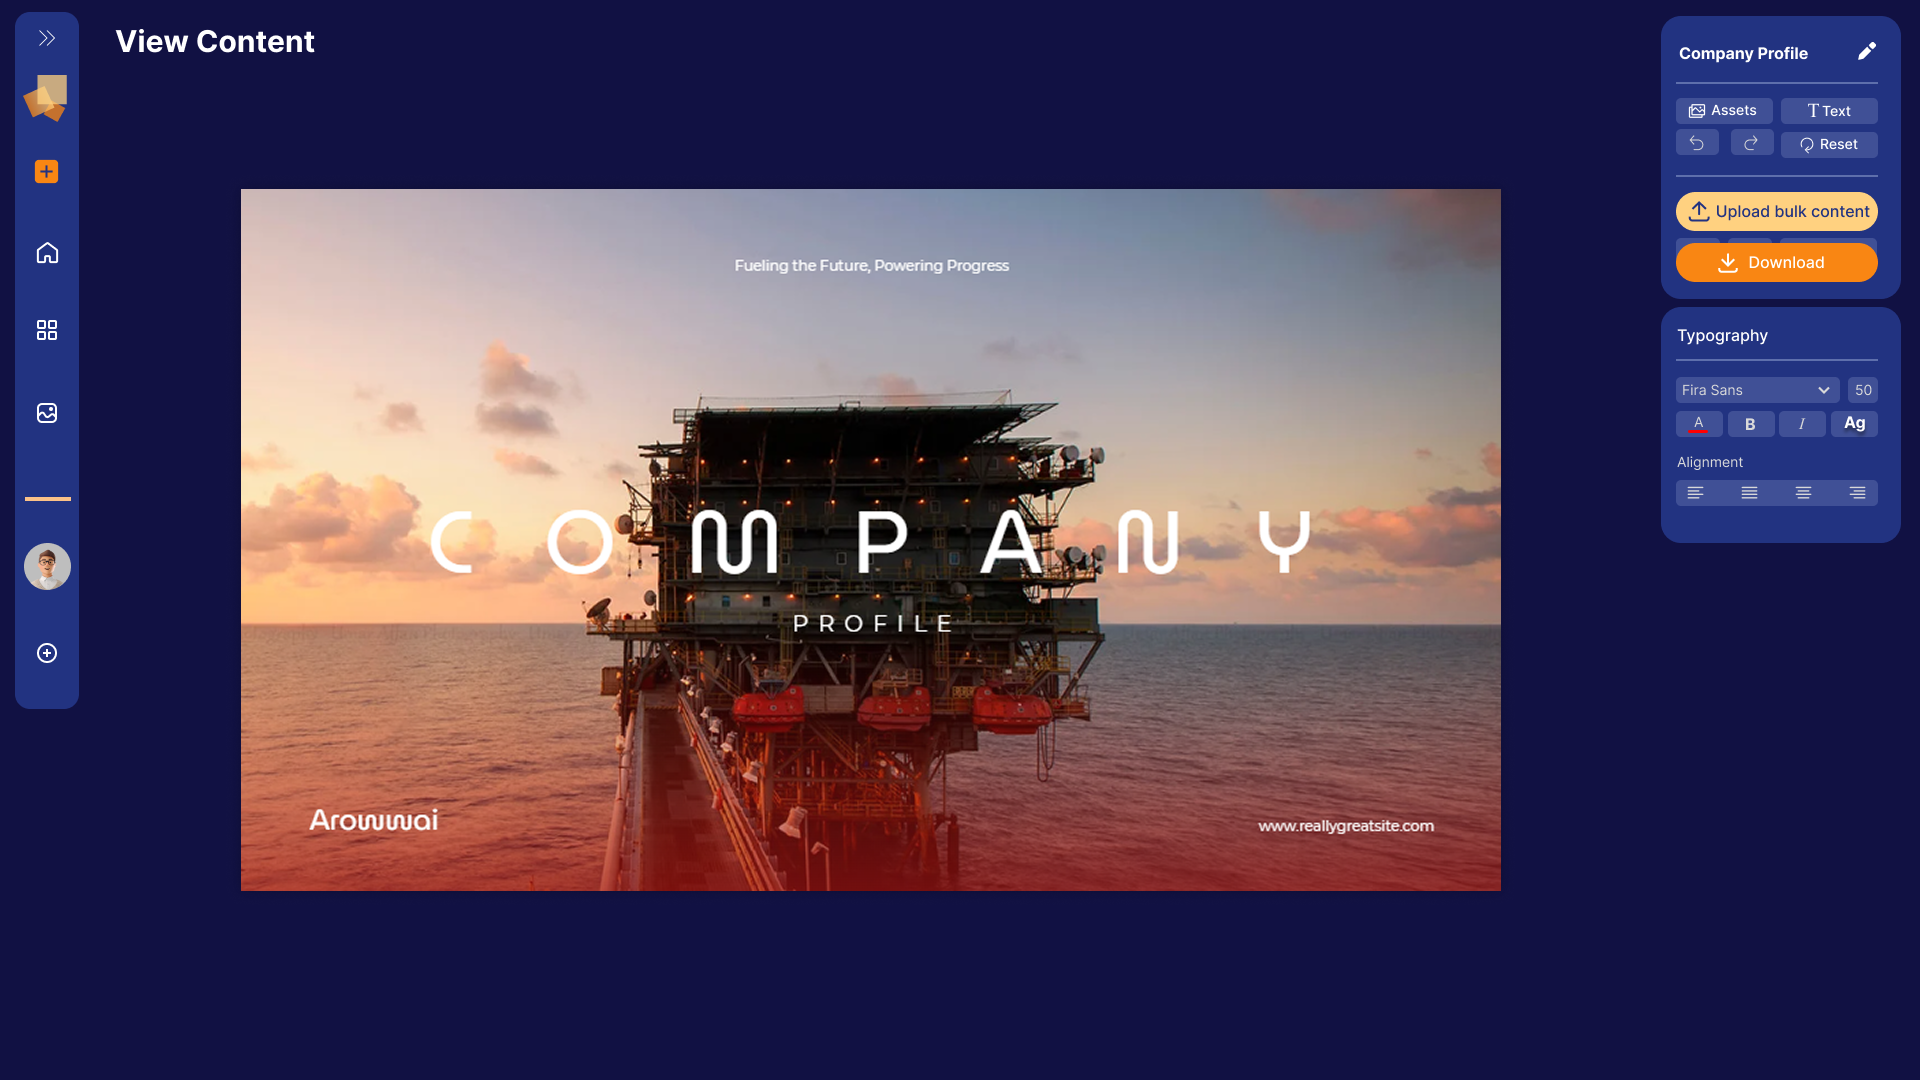 View Content
Company Profile
Assets
Text
Reset
Upload bulk content
Download
Typography
Fira Sans
50
A
B
I
Ag
Alignment
Fueling the Future, Powering Progress
COMPANY
PROFILE
Arowwai
www.reallygreatsite.com